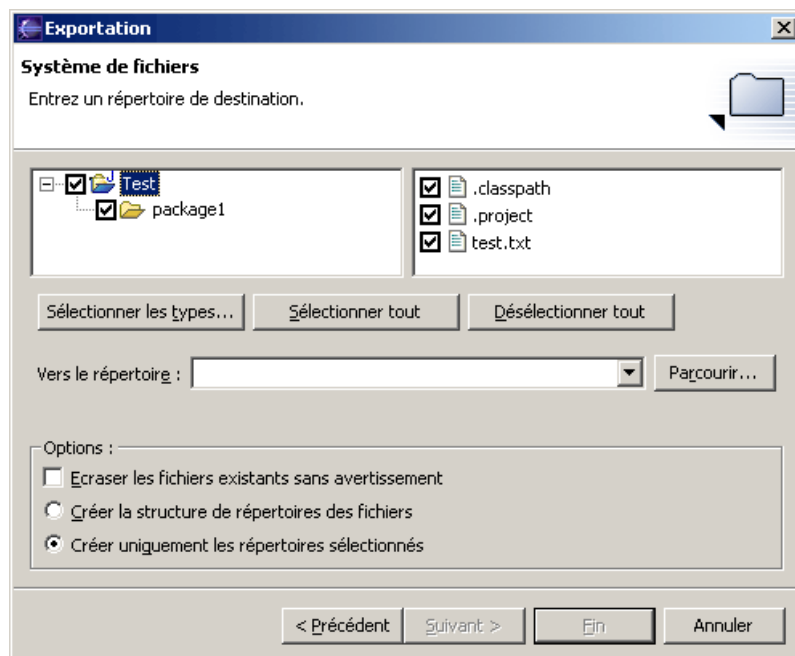 Exportation
Système de fichiers
Entrez un répertoire de destination.
Test
package1
.classpath
.project
test.txt
Sélectionner les types...
Sélectionner tout
Désélectionner tout
Vers le répertoire :
Parcourir...
Options :
Ecraser les fichiers existants sans avertissement
Créer la structure de répertoires des fichiers
Créer uniquement les répertoires sélectionnés
< Précédent
Suivant >
Fin
Annuler